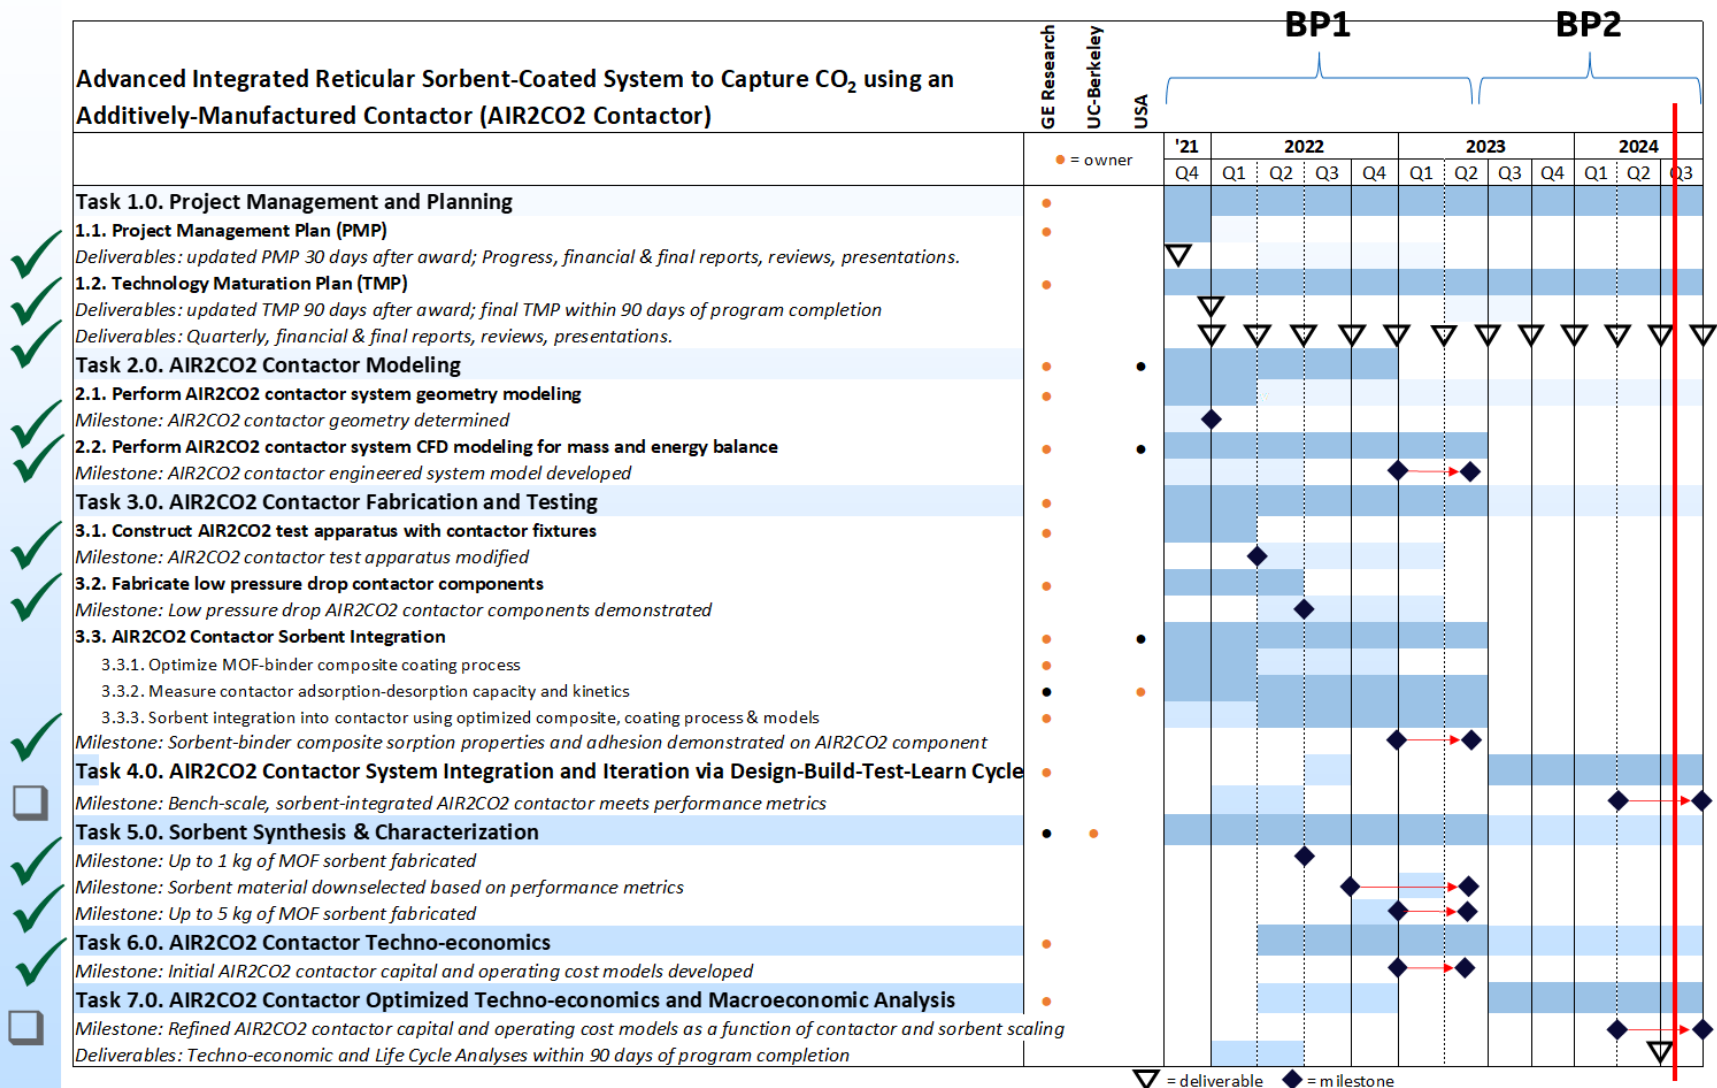 BP1
BP2
Advanced Integrated Reticular Sorbent-Coated System to Capture CO₂ using an
Additively-Manufactured Contactor (AIR2CO2 Contactor)
GE Research
UC-Berkeley
USA
= owner
'21 2022 2023 2024
Q4 Q1 Q2 Q3 Q4 Q1 Q2 Q3 Q4 Q1 Q2 Q3
Task 1.0. Project Management and Planning
1.1. Project Management Plan (PMP)
Deliverables: updated PMP 30 days after award; Progress, financial & final reports, reviews, presentations.
1.2. Technology Maturation Plan (TMP)
Deliverables: updated TMP 90 days after award; final TMP within 90 days of program completion
Deliverables: Quarterly, financial & final reports, reviews, presentations.
Task 2.0. AIR2CO2 Contactor Modeling
2.1. Perform AIR2CO2 contactor system geometry modeling
Milestone: AIR2CO2 contactor geometry determined
2.2. Perform AIR2CO2 contactor system CFD modeling for mass and energy balance
Milestone: AIR2CO2 contactor engineered system model developed
Task 3.0. AIR2CO2 Contactor Fabrication and Testing
3.1. Construct AIR2CO2 test apparatus with contactor fixtures
Milestone: AIR2CO2 contactor test apparatus modified
3.2. Fabricate low pressure drop contactor components
Milestone: Low pressure drop AIR2CO2 contactor components demonstrated
3.3. AIR2CO2 Contactor Sorbent Integration
3.3.1. Optimize MOF-binder composite coating process
3.3.2. Measure contactor adsorption-desorption capacity and kinetics
3.3.3. Sorbent integration into contactor using optimized composite, coating process & models
Milestone: Sorbent-binder composite sorption properties and adhesion demonstrated on AIR2CO2 component
Task 4.0. AIR2CO2 Contactor System Integration and Iteration via Design-Build-Test-Learn Cycle
Milestone: Bench-scale, sorbent-integrated AIR2CO2 contactor meets performance metrics
Task 5.0. Sorbent Synthesis & Characterization
Milestone: Up to 1 kg of MOF sorbent fabricated
Milestone: Sorbent material downselected based on performance metrics
Milestone: Up to 5 kg of MOF sorbent fabricated
Task 6.0. AIR2CO2 Contactor Techno-economics
Milestone: Initial AIR2CO2 contactor capital and operating cost models developed
Task 7.0. AIR2CO2 Contactor Optimized Techno-economics and Macroeconomic Analysis
Milestone: Refined AIR2CO2 contactor capital and operating cost models as a function of contactor and sorbent scaling
Deliverables: Techno-economic and Life Cycle Analyses within 90 days of program completion
= deliverable = milestone